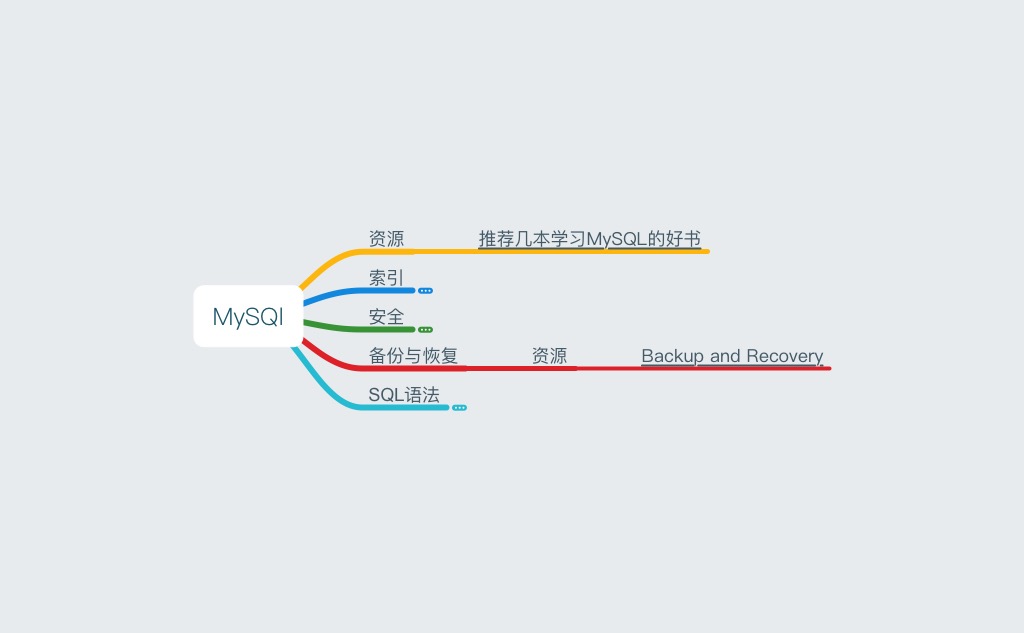 MySQl
资源
推荐几本学习MySQL的好书
索引
安全
备份与恢复
资源
Backup and Recovery
SQL语法